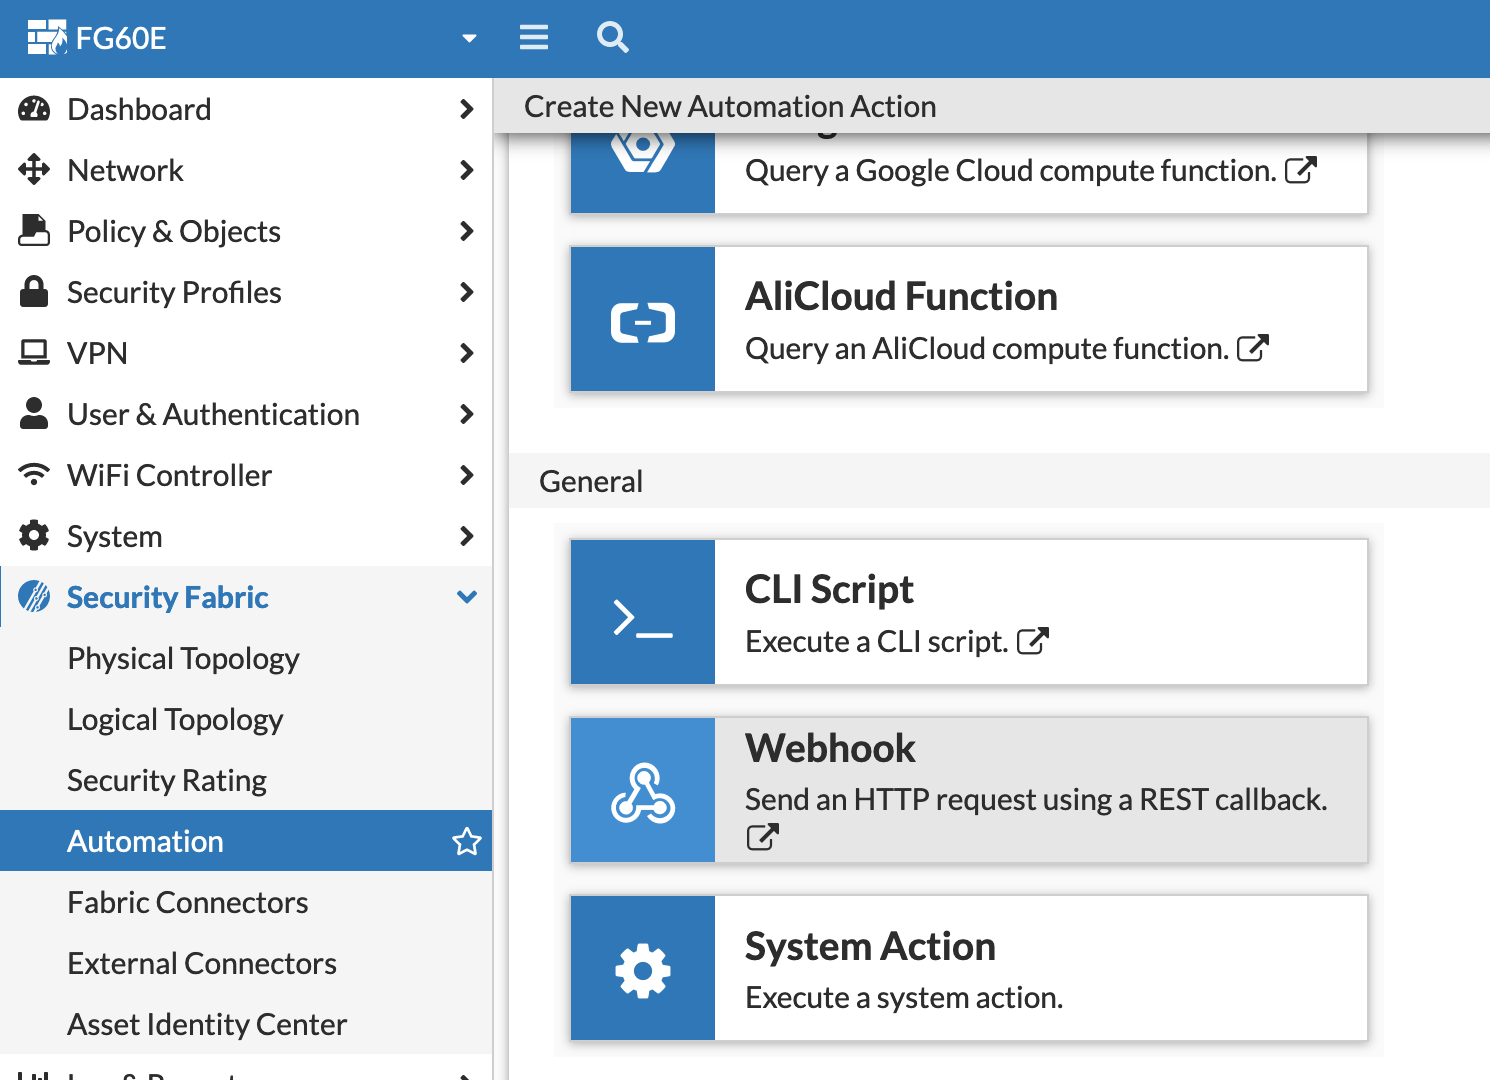 FG60E
Dashboard
Network
Policy & Objects
Security Profiles
VPN
User & Authentication
WiFi Controller
System
Security Fabric
Physical Topology
Logical Topology
Security Rating
Automation
Fabric Connectors
External Connectors
Asset Identity Center
Create New Automation Action
Query a Google Cloud compute function.
AliCloud Function
Query an AliCloud compute function.
General
CLI Script
Execute a CLI script.
Webhook
Send an HTTP request using a REST callback.
System Action
Execute a system action.